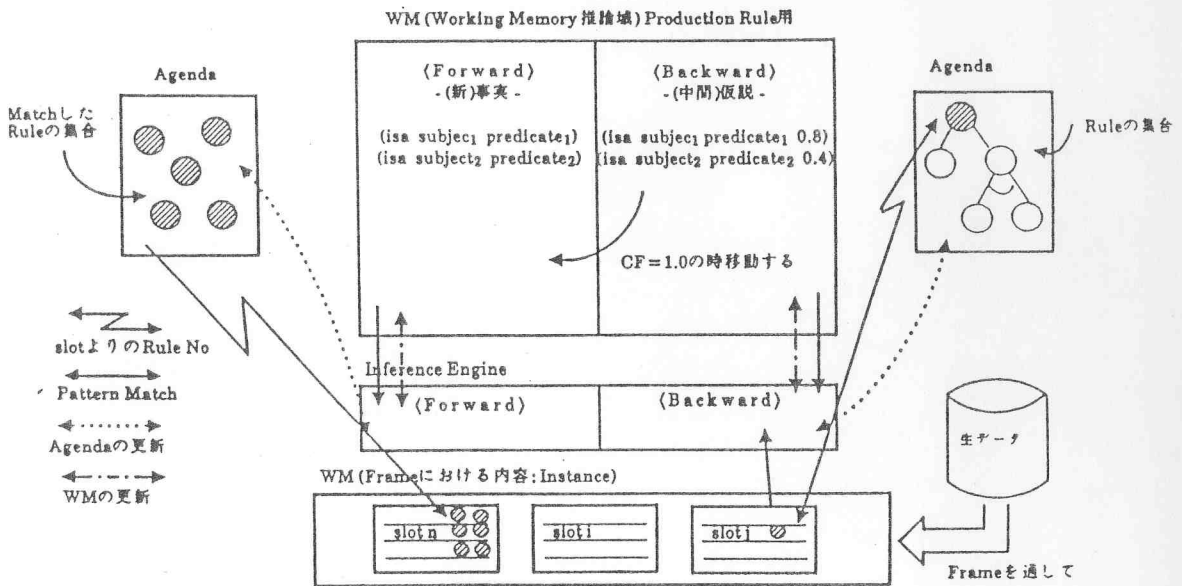 WM(Working Memory 推論域) Production Rule用
Agenda
Matchした
Ruleの集合
〈Forward〉
-(新)事実-
(isa subjec₁ predicate₁)
(isa subject₂ predicate₂)
〈Backward〉
-(中間)仮説-
(isa subjec₁ predicate₁ 0.8)
(isa subject₂ predicate₂ 0.4)
CF=1.0の時移動する
Agenda
Ruleの集合
slotよりのRule No
Pattern Match
Agendaの更新
WMの更新
Inference Engine
〈Forward〉
〈Backward〉
WM(Frameにおける内容:Instance)
slot n
slot i
slot j
生データ
Frameを通して